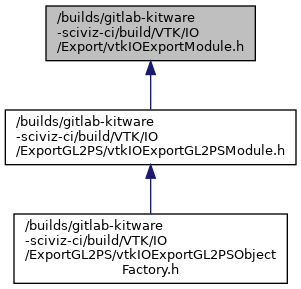 /builds/gitlab-kitware
-sciviz-ci/build/VTK/IO
/Export/vtkIOExportModule.h
/builds/gitlab-kitware
-sciviz-ci/build/VTK/IO
/ExportGL2PS/vtkIOExportGL2PSModule.h
/builds/gitlab-kitware
-sciviz-ci/build/VTK/IO
/ExportGL2PS/vtkIOExportGL2PSObject
Factory.h